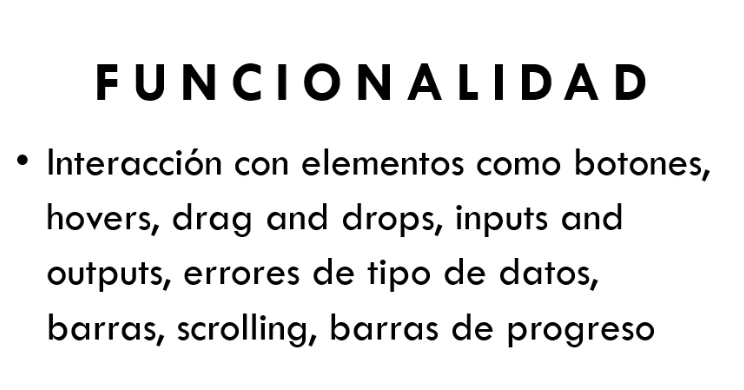 FUNCIONALIDAD
• Interacción con elementos como botones,
hovers, drag and drops, inputs and
outputs, errores de tipo de datos,
barras, scrolling, barras de progreso